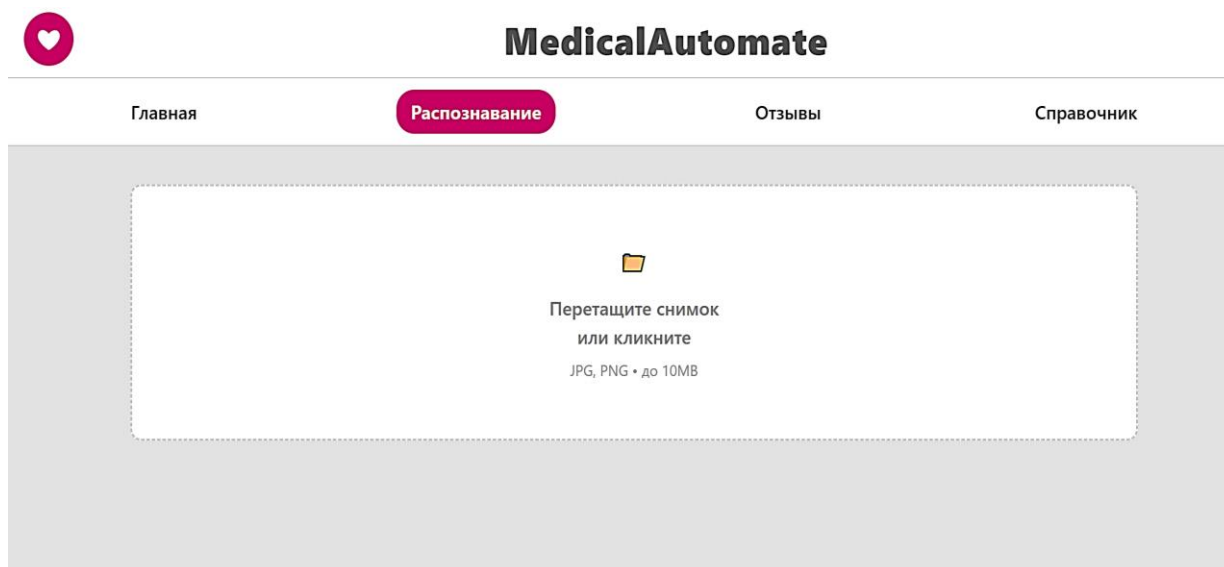 MedicalAutomate
Главная Распознавание Отзывы Справочник
Перетащите снимок
или кликните
JPG, PNG • до 10MB